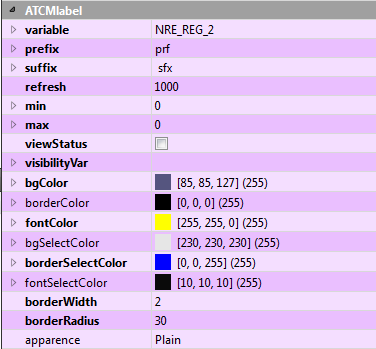 ATCMlabel
variable NRE_REG_2
prefix prf
suffix sfx
refresh 1000
min 0
max 0
viewStatus
visibilityVar
bgColor [85, 85, 127] (255)
borderColor [0, 0, 0] (255)
fontColor [255, 255, 0] (255)
bgSelectColor [230, 230, 230] (255)
borderSelectColor [0, 0, 255] (255)
fontSelectColor [10, 10, 10] (255)
borderWidth 2
borderRadius 30
apparence Plain